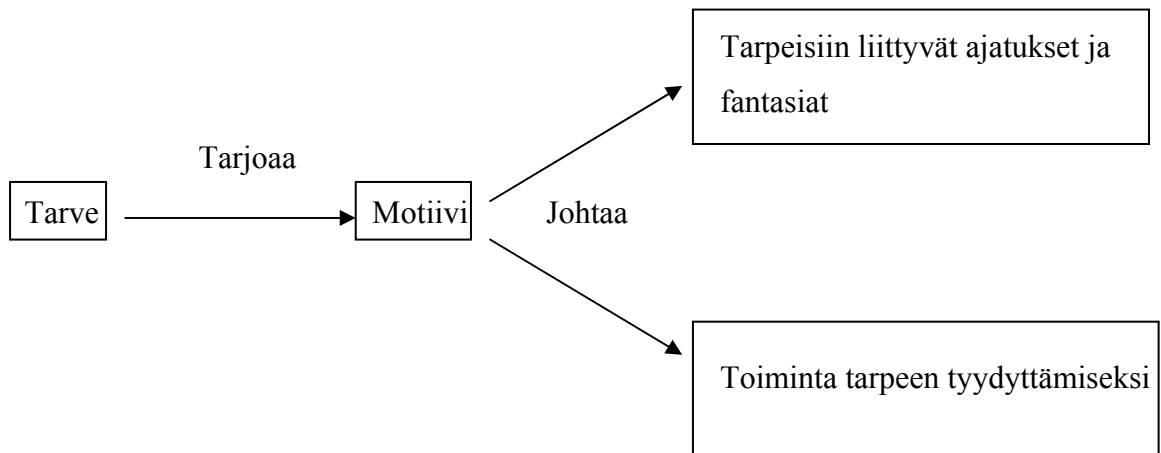 Tarpeisiin liittyvät ajatukset ja
fantasiat
Tarjoaa
Tarve
Motiivi
Johtaa
Toiminta tarpeen tyydyttämiseksi